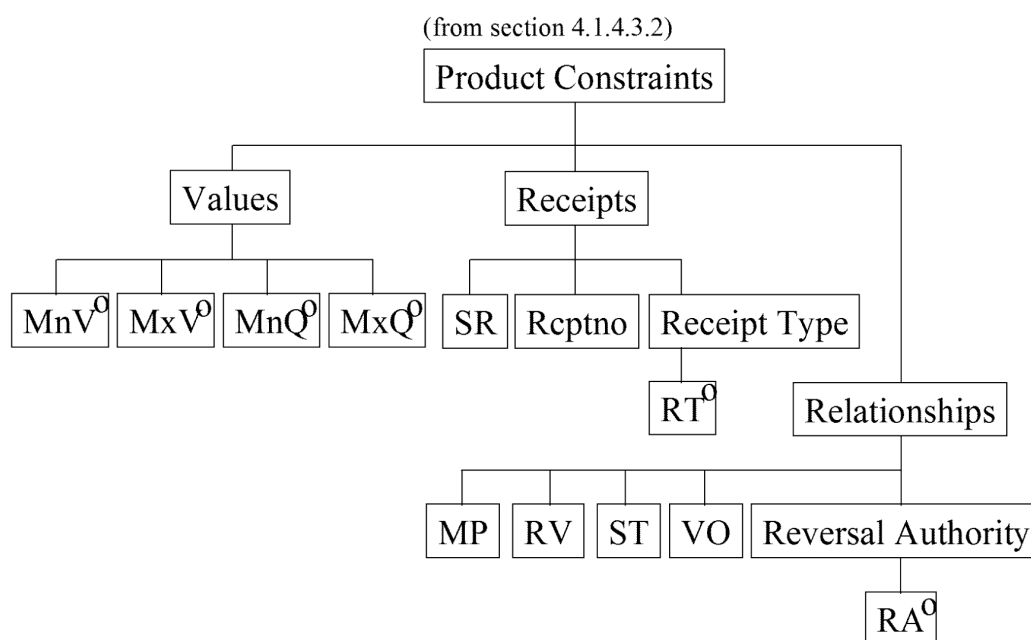 (from section 4.1.4.3.2)
Product Constraints
Values
Receipts
MnV o
MxV o
MnQ o
MxQ o
SR
Rcptno
Receipt Type
RT o
Relationships
MP
RV
ST
VO
Reversal Authority
RA o